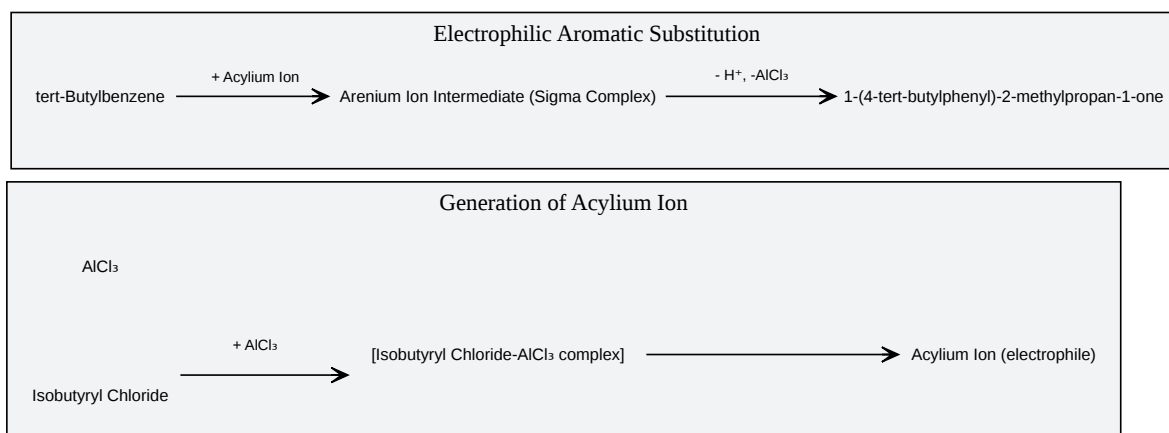 Electrophilic Aromatic Substitution
+ Acylium Ion
- H⁺, -AlCl₃
tert-Butylbenzene
Arenium Ion Intermediate (Sigma Complex)
1-(4-tert-butylphenyl)-2-methylpropan-1-one
Generation of Acylium Ion
AlCl₃
+ AlCl₃
[Isobutyryl Chloride-AlCl₃ complex]
Acylium Ion (electrophile)
Isobutyryl Chloride